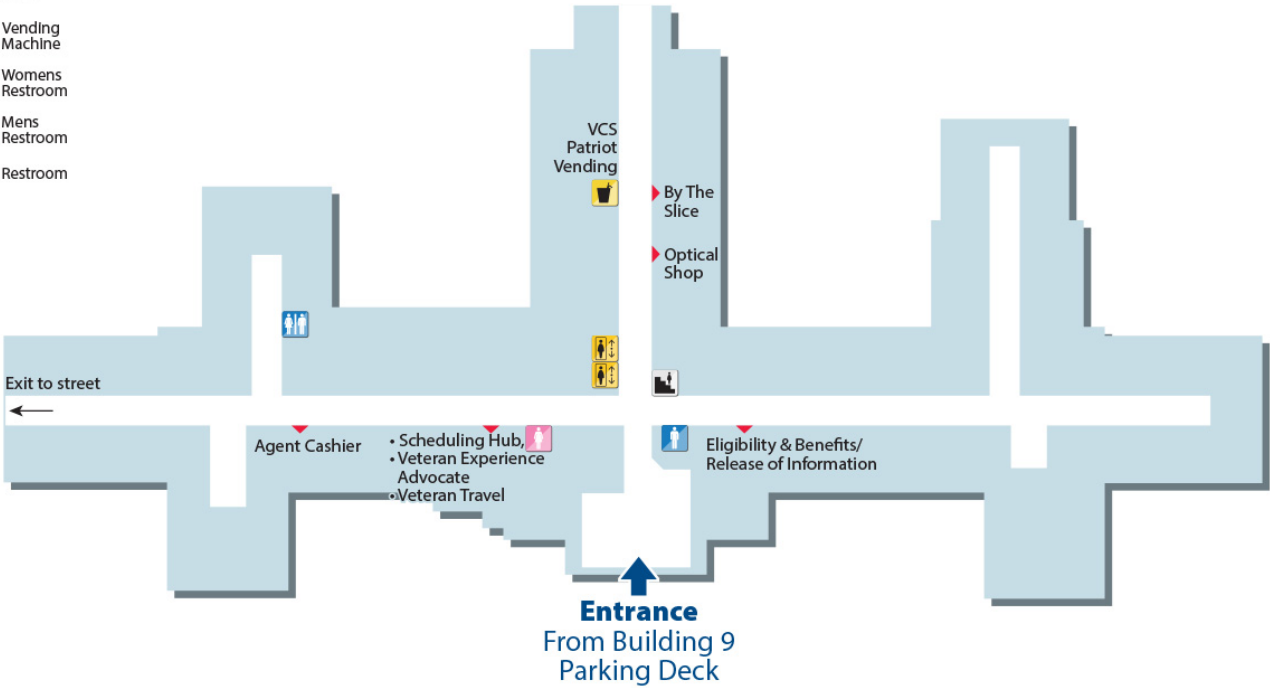 Vending
Machine
Womens
Restroom
Mens
Restroom
Restroom
VCS
Patriot
Vending
By The
Slice
Optical
Shop
Exit to street
Agent Cashier
• Scheduling Hub,
• Veteran Experience
Advocate
• Veteran Travel
Eligibility & Benefits/
Release of Information
Entrance
From Building 9
Parking Deck